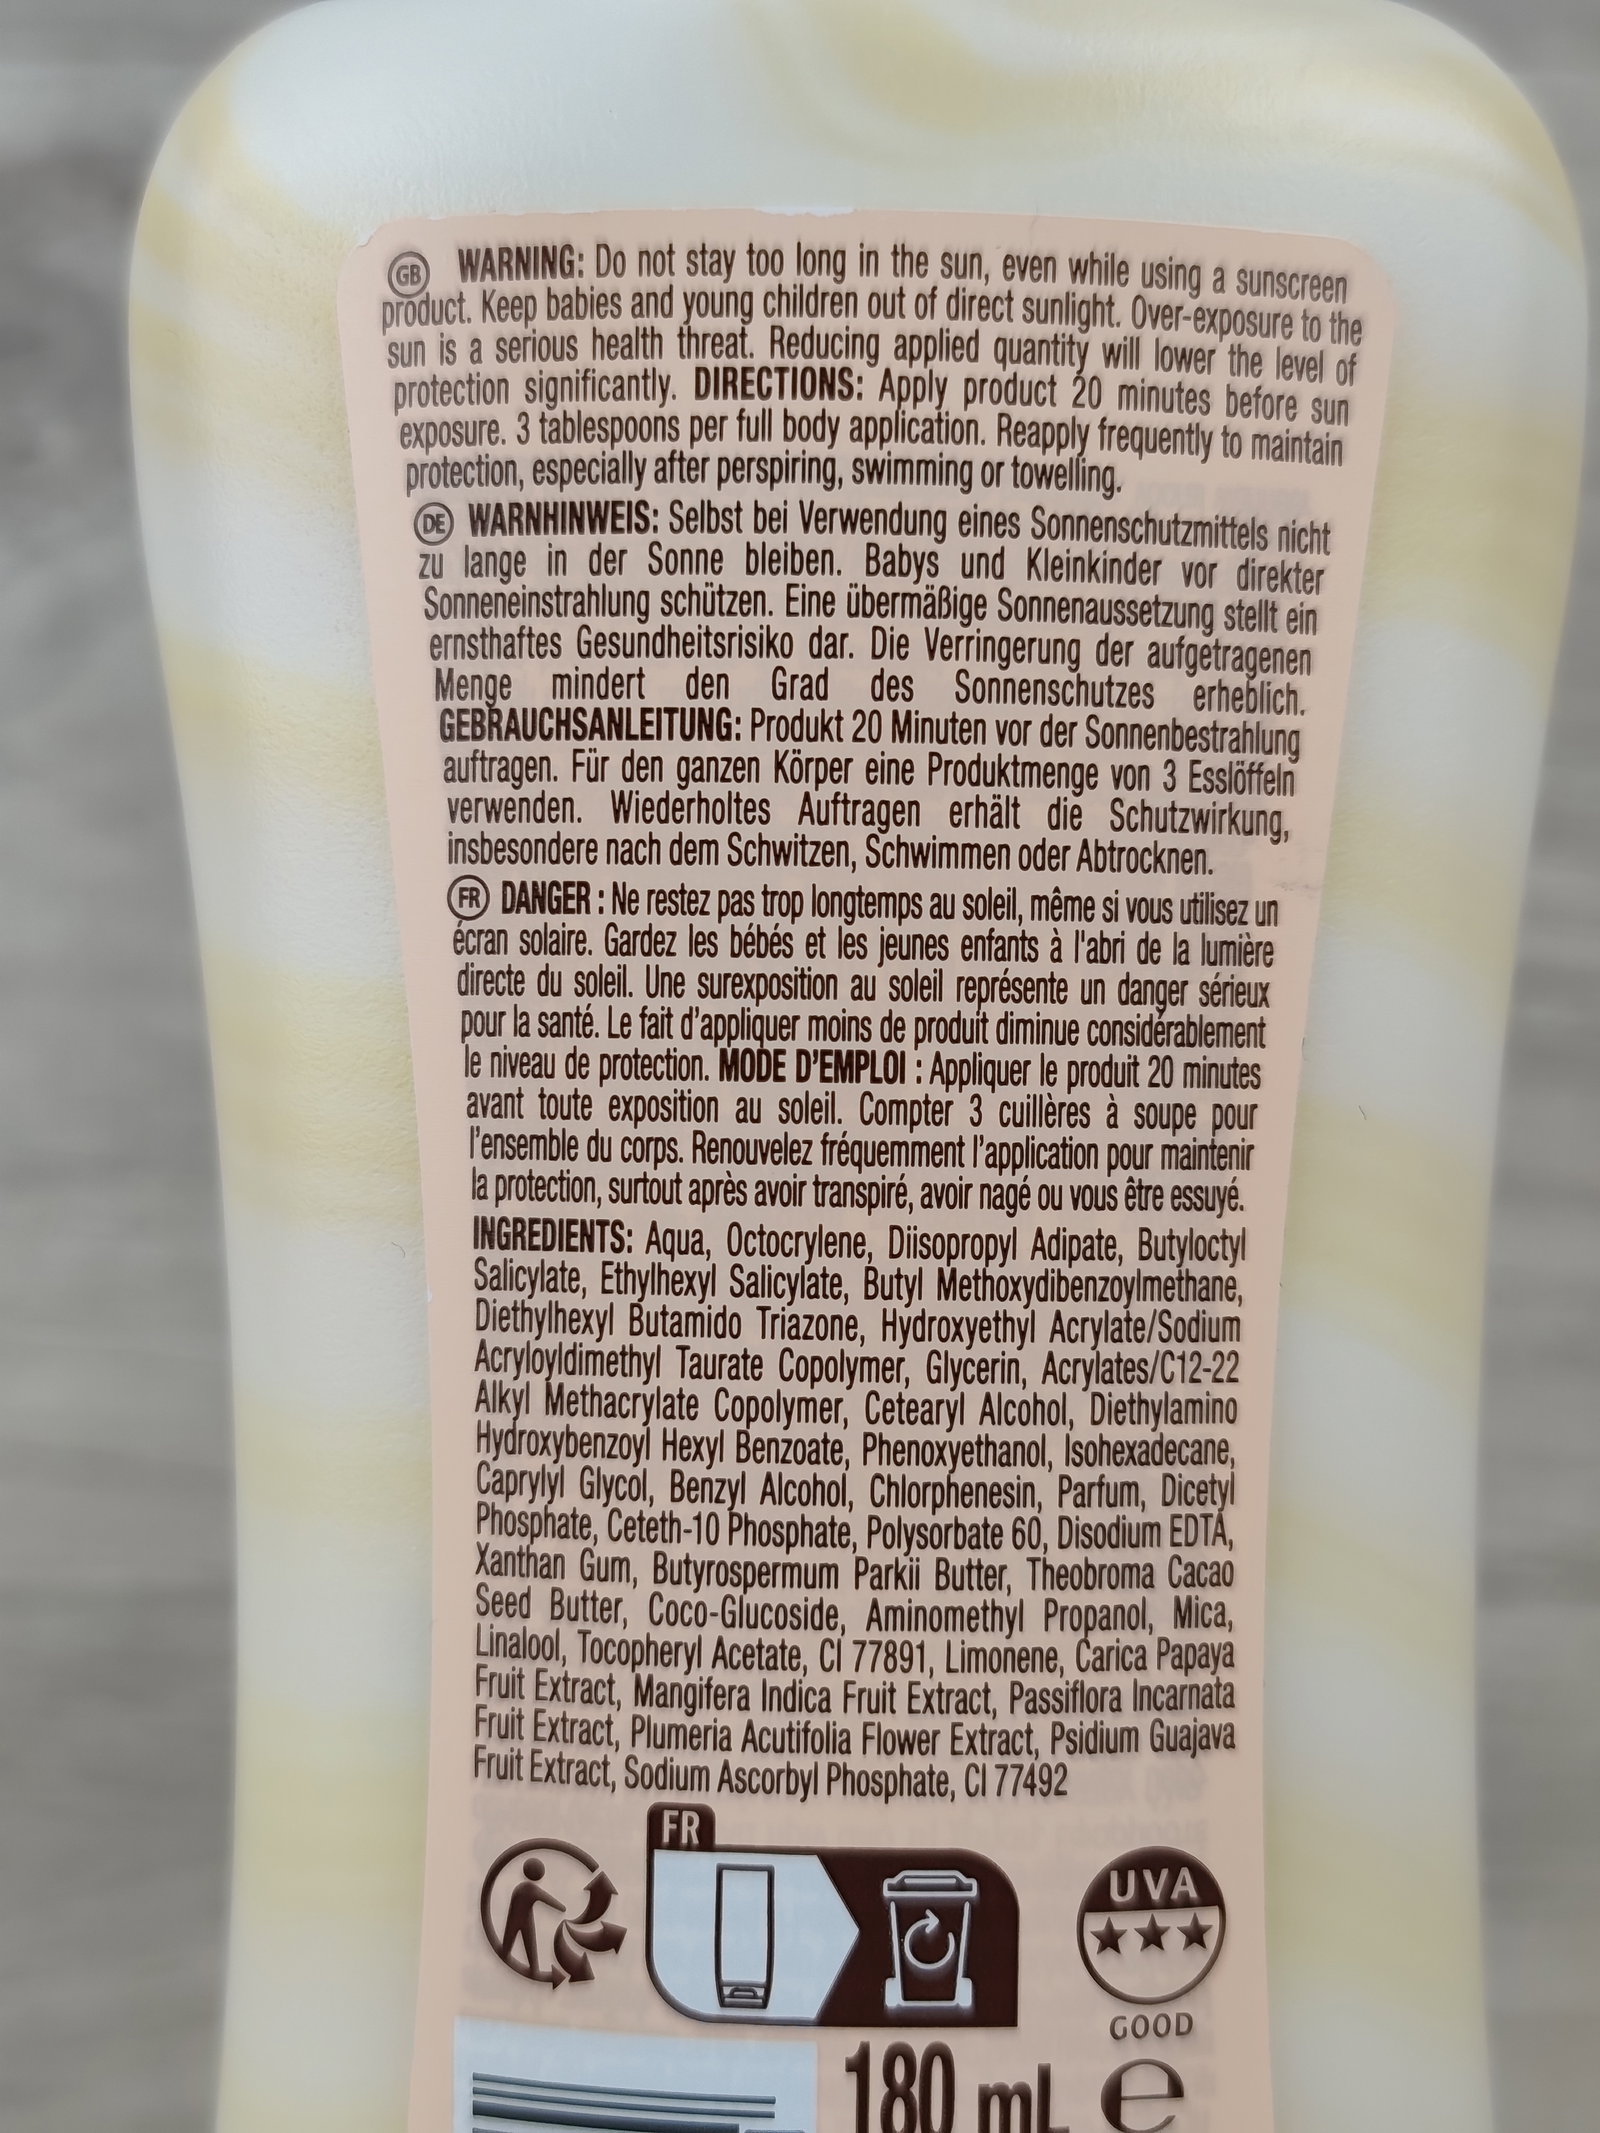 GB WARNING: Do not stay too long in the sun, even while using a sunscreen
product. Keep babies and young children out of direct sunlight. Over-exposure to the
sun is a serious health threat. Reducing applied quantity will lower the level of
protection significantly. DIRECTIONS: Apply product 20 minutes before sun
exposure. 3 tablespoons per full body application. Reapply frequently to maintain
protection, especially after perspiring, swimming or towelling.
DE WARNHINWEIS: Selbst bei Verwendung eines Sonnenschutzmittels nicht
zu lange in der Sonne bleiben. Babys und Kleinkinder vor direkter
Sonneneinstrahlung schützen. Eine übermäßige Sonnenaussetzung stellt ein
ernsthaftes Gesundheitsrisiko dar. Die Verringerung der aufgetragenen
Menge mindert den Grad des Sonnenschutzes erheblich.
GEBRAUCHSANLEITUNG: Produkt 20 Minuten vor der Sonnenbestrahlung
auftragen. Für den ganzen Körper eine Produktmenge von 3 Esslöffeln
verwenden. Wiederholtes Auftragen erhält die Schutzwirkung,
insbesondere nach dem Schwitzen, Schwimmen oder Abtrocknen.
FR DANGER : Ne restez pas trop longtemps au soleil, même si vous utilisez un
écran solaire. Gardez les bébés et les jeunes enfants à l'abri de la lumière
directe du soleil. Une surexposition au soleil représente un danger sérieux
pour la santé. Le fait d'appliquer moins de produit diminue considérablement
le niveau de protection. MODE D'EMPLOI : Appliquer le produit 20 minutes
avant toute exposition au soleil. Compter 3 cuillères à soupe pour
l'ensemble du corps. Renouvelez fréquemment l'application pour maintenir
la protection, surtout après avoir transpiré, avoir nagé ou vous être essuyé.
INGREDIENTS: Aqua, Octocrylene, Diisopropyl Adipate, Butyloctyl
Salicylate, Ethylhexyl Salicylate, Butyl Methoxydibenzoylmethane,
Diethylhexyl Butamido Triazone, Hydroxyethyl Acrylate/Sodium
Acryloyldimethyl Taurate Copolymer, Glycerin, Acrylates/C12-22
Alkyl Methacrylate Copolymer, Cetearyl Alcohol, Diethylamino
Hydroxybenzoyl Hexyl Benzoate, Phenoxyethanol, Isohexadecane,
Caprylyl Glycol, Benzyl Alcohol, Chlorphenesin, Parfum, Dicetyl
Phosphate, Ceteth-10 Phosphate, Polysorbate 60, Disodium EDTA,
Xanthan Gum, Butyrospermum Parkii Butter, Theobroma Cacao
Seed Butter, Coco-Glucoside, Aminomethyl Propanol, Mica,
Linalool, Tocopheryl Acetate, CI 77891, Limonene, Carica Papaya
Fruit Extract, Mangifera Indica Fruit Extract, Passiflora Incarnata
Fruit Extract, Plumeria Acutifolia Flower Extract, Psidium Guajava
Fruit Extract, Sodium Ascorbyl Phosphate, CI 77492
FR
UVA
GOOD
180 mL e